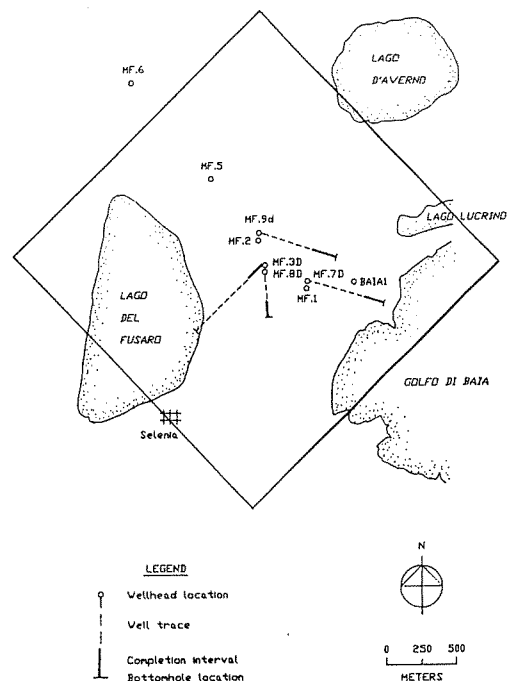 LAGO
D'AVERNO
MF.6
MF.5
MF.9d
MF.2
LAGO LUCRINO
MF.3D
MF.8D
MF.7D
MF.1
BAIA1
LAGO
DEL
FUSARO
GOLFO DI BAIA
Selenia
LEGEND
Wellhead location
Well trace
Completion interval
Bottomhole location
N
0 250 500
METERS